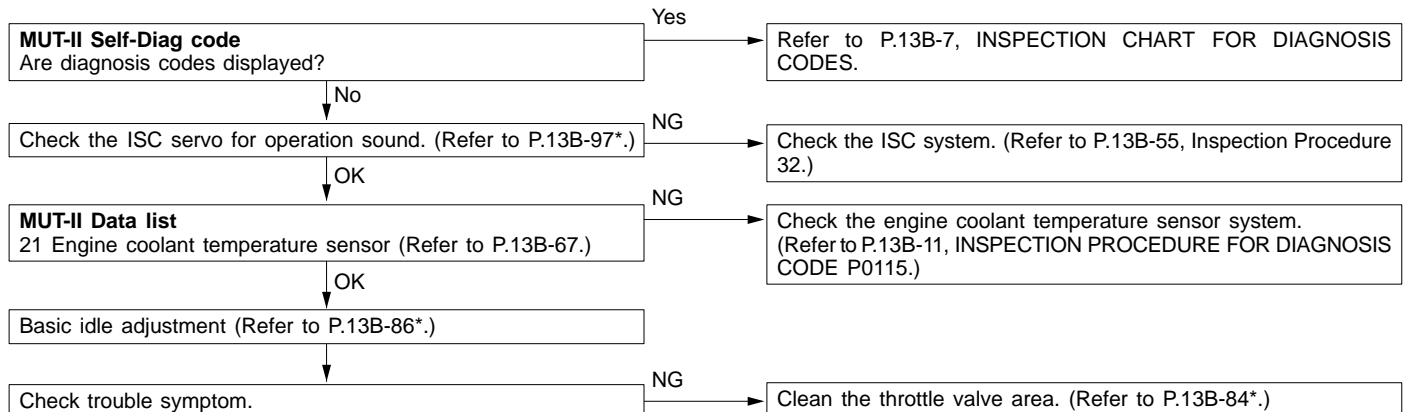 Yes
MUT-II Self-Diag code
Are diagnosis codes displayed?
Refer to P.13B-7, INSPECTION CHART FOR DIAGNOSIS
CODES.
No
Check the ISC servo for operation sound. (Refer to P.13B-97*.)
NG
Check the ISC system. (Refer to P.13B-55, Inspection Procedure
32.)
OK
MUT-II Data list
21 Engine coolant temperature sensor (Refer to P.13B-67.)
NG
Check the engine coolant temperature sensor system.
(Refer to P.13B-11, INSPECTION PROCEDURE FOR DIAGNOSIS
CODE P0115.)
OK
Basic idle adjustment (Refer to P.13B-86*.)
Check trouble symptom.
NG
Clean the throttle valve area. (Refer to P.13B-84*.)